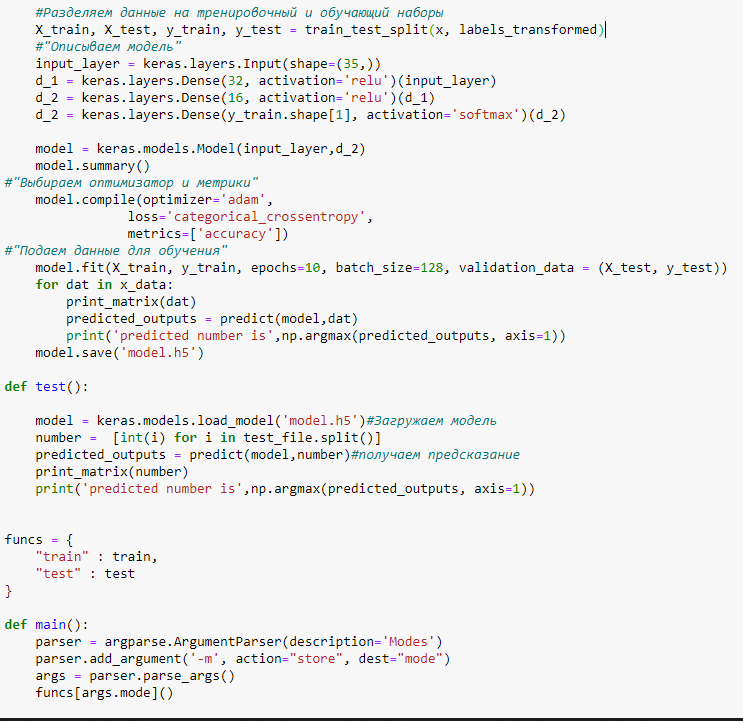 #Разделяем данные на тренировочный и обучающий наборы
X_train, X_test, y_train, y_test = train_test_split(x, labels_transformed)
#"Описываем модель"
input_layer = keras.layers.Input(shape=(35,))
d_1 = keras.layers.Dense(32, activation='relu')(input_layer)
d_2 = keras.layers.Dense(16, activation='relu')(d_1)
d_2 = keras.layers.Dense(y_train.shape[1], activation='softmax')(d_2)
model = keras.models.Model(input_layer,d_2)
model.summary()
#"Выбираем оптимизатор и метрики"
model.compile(optimizer='adam',
loss='categorical_crossentropy',
metrics=['accuracy'])
#"Подаем данные для обучения"
model.fit(X_train, y_train, epochs=10, batch_size=128, validation_data = (X_test, y_test))
for dat in x_data:
print_matrix(dat)
predicted_outputs = predict(model,dat)
print('predicted number is',np.argmax(predicted_outputs, axis=1))
model.save('model.h5')
def test():
model = keras.models.load_model('model.h5')#Загружаем модель
number =  [int(i) for i in test_file.split()]
predicted_outputs = predict(model,number)#получаем предсказание
print_matrix(number)
print('predicted number is',np.argmax(predicted_outputs, axis=1))
funcs = {
"train" : train,
"test" : test
}
def main():
parser = argparse.ArgumentParser(description='Modes')
parser.add_argument('-m', action="store", dest="mode")
args = parser.parse_args()
funcs[args.mode]()